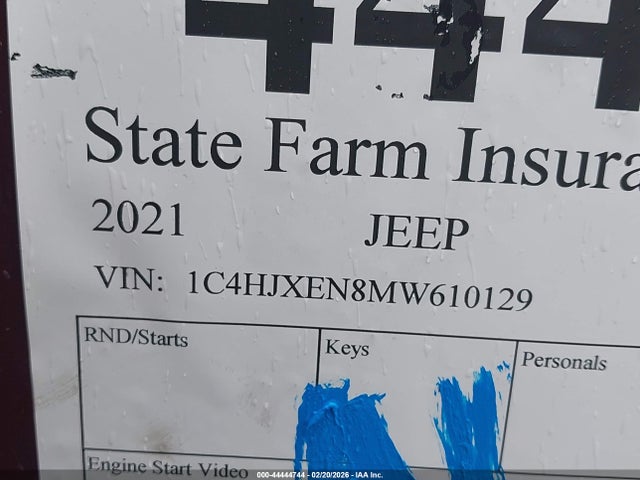 444
State Farm Insura
2021 JEEP
VIN: 1C4HJXEN8MW610129
RND/Starts Keys Personals
Engine Start Video
000-44444744 - 02/20/2026 - IAA Inc.